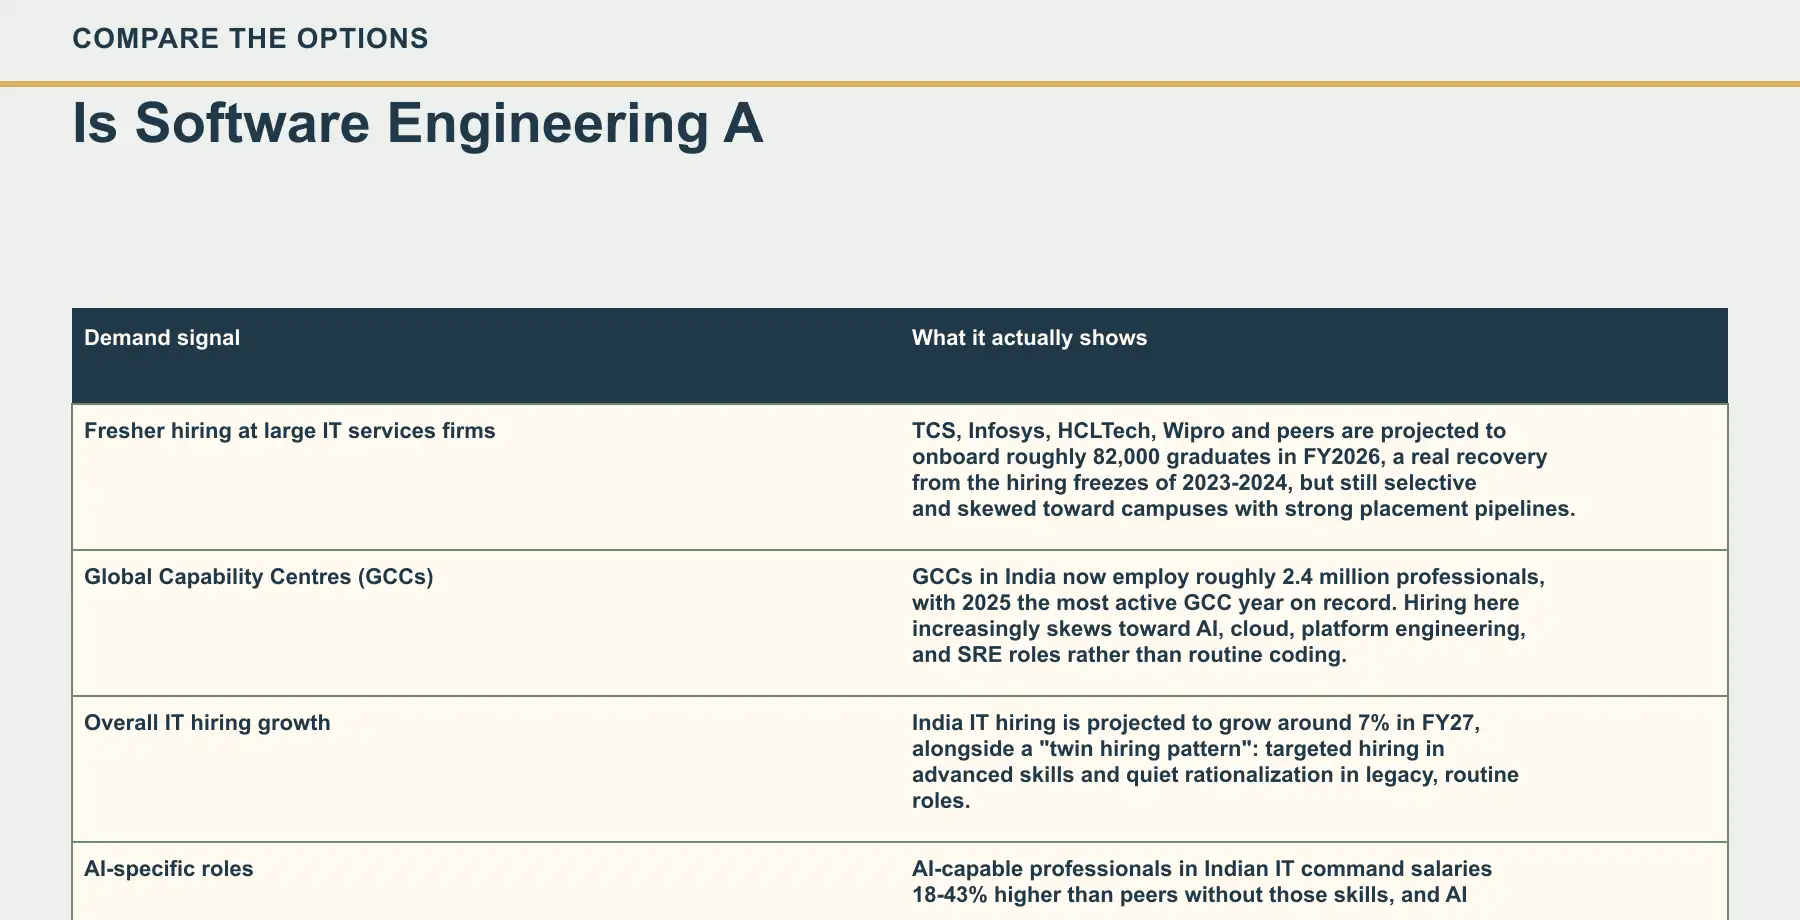 COMPARE THE OPTIONS
Is Software Engineering A
Demand signal
What it actually shows
Fresher hiring at large IT services firms
TCS, Infosys, HCLTech, Wipro and peers are projected to
onboard roughly 82,000 graduates in FY2026, a real recovery
from the hiring freezes of 2023-2024, but still selective
and skewed toward campuses with strong placement pipelines.
Global Capability Centres (GCCs)
GCCs in India now employ roughly 2.4 million professionals,
with 2025 the most active GCC year on record. Hiring here
increasingly skews toward AI, cloud, platform engineering,
and SRE roles rather than routine coding.
Overall IT hiring growth
India IT hiring is projected to grow around 7% in FY27,
alongside a "twin hiring pattern": targeted hiring in
advanced skills and quiet rationalization in legacy, routine
roles.
AI-specific roles
AI-capable professionals in Indian IT command salaries
18-43% higher than peers without those skills, and AI